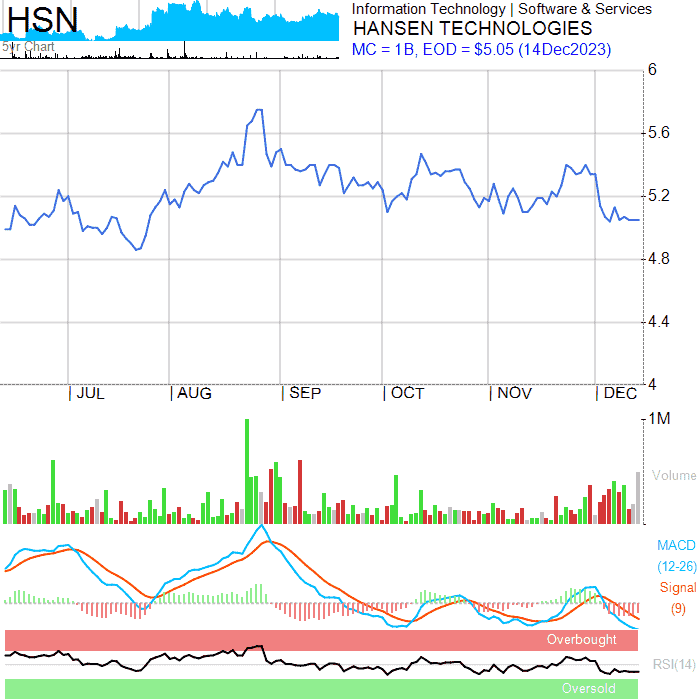 HSN
5yr Chart
Information Technology | Software & Services
HANSEN TECHNOLOGIES
MC = 1B, EOD = $5.05 (14Dec2023)
6
5.6
5.2
4.8
4.4
4
| JUL | AUG | SEP | OCT | NOV | DEC
1M
Volume
MACD
(12-26)
Signal
(9)
Overbought
RSI(14)
Oversold